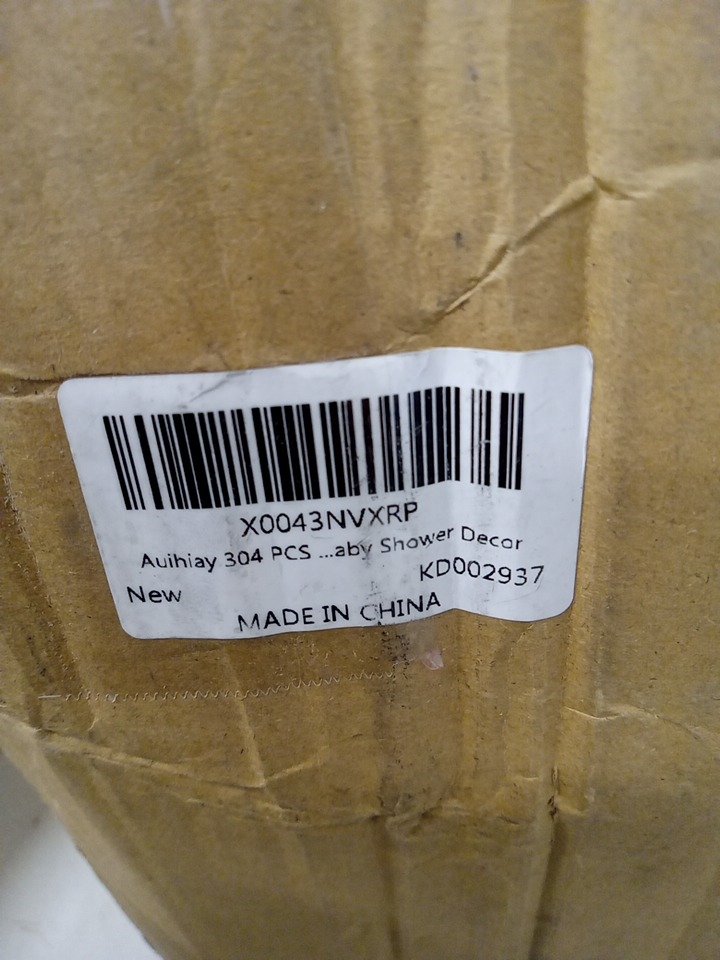 X0043NVXRP
Auihiay 304 PCS ...aby Shower Decor
New
KD002937
MADE IN CHINA